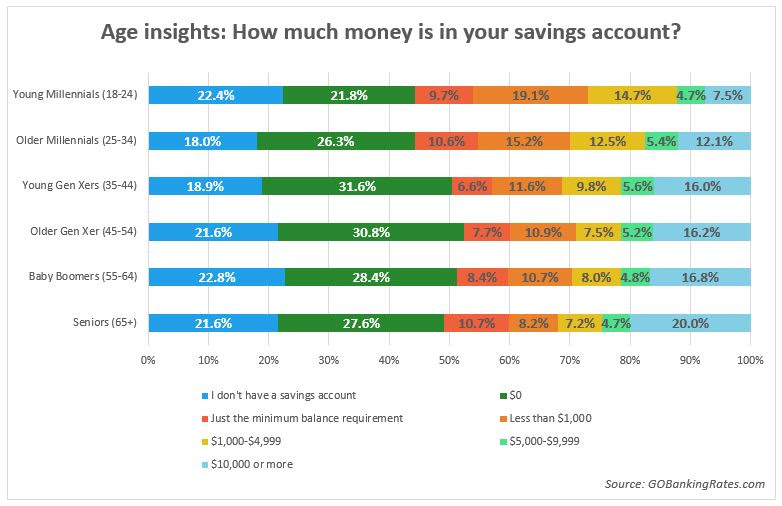 Age insights: How much money is in your savings account?
Young Millennials (18-24) 22.4% 21.8% 9.7% 19.1% 14.7% 4.7% 7.5%
Older Millennials (25-34) 18.0% 26.3% 10.6% 15.2% 12.5% 5.4% 12.1%
Young Gen Xers (35-44) 18.9% 31.6% 6.6% 11.6% 9.8% 5.6% 16.0%
Older Gen Xer (45-54) 21.6% 30.8% 7.7% 10.9% 7.5% 5.2% 16.2%
Baby Boomers (55-64) 22.8% 28.4% 8.4% 10.7% 8.0% 4.8% 16.8%
Seniors (65+) 21.6% 27.6% 10.7% 8.2% 7.2% 4.7% 20.0%
0% 10% 20% 30% 40% 50% 60% 70% 80% 90% 100%
I don't have a savings account $0
Just the minimum balance requirement Less than $1,000
$1,000-$4,999 $5,000-$9,999
$10,000 or more
Source: GOBankingRates.com